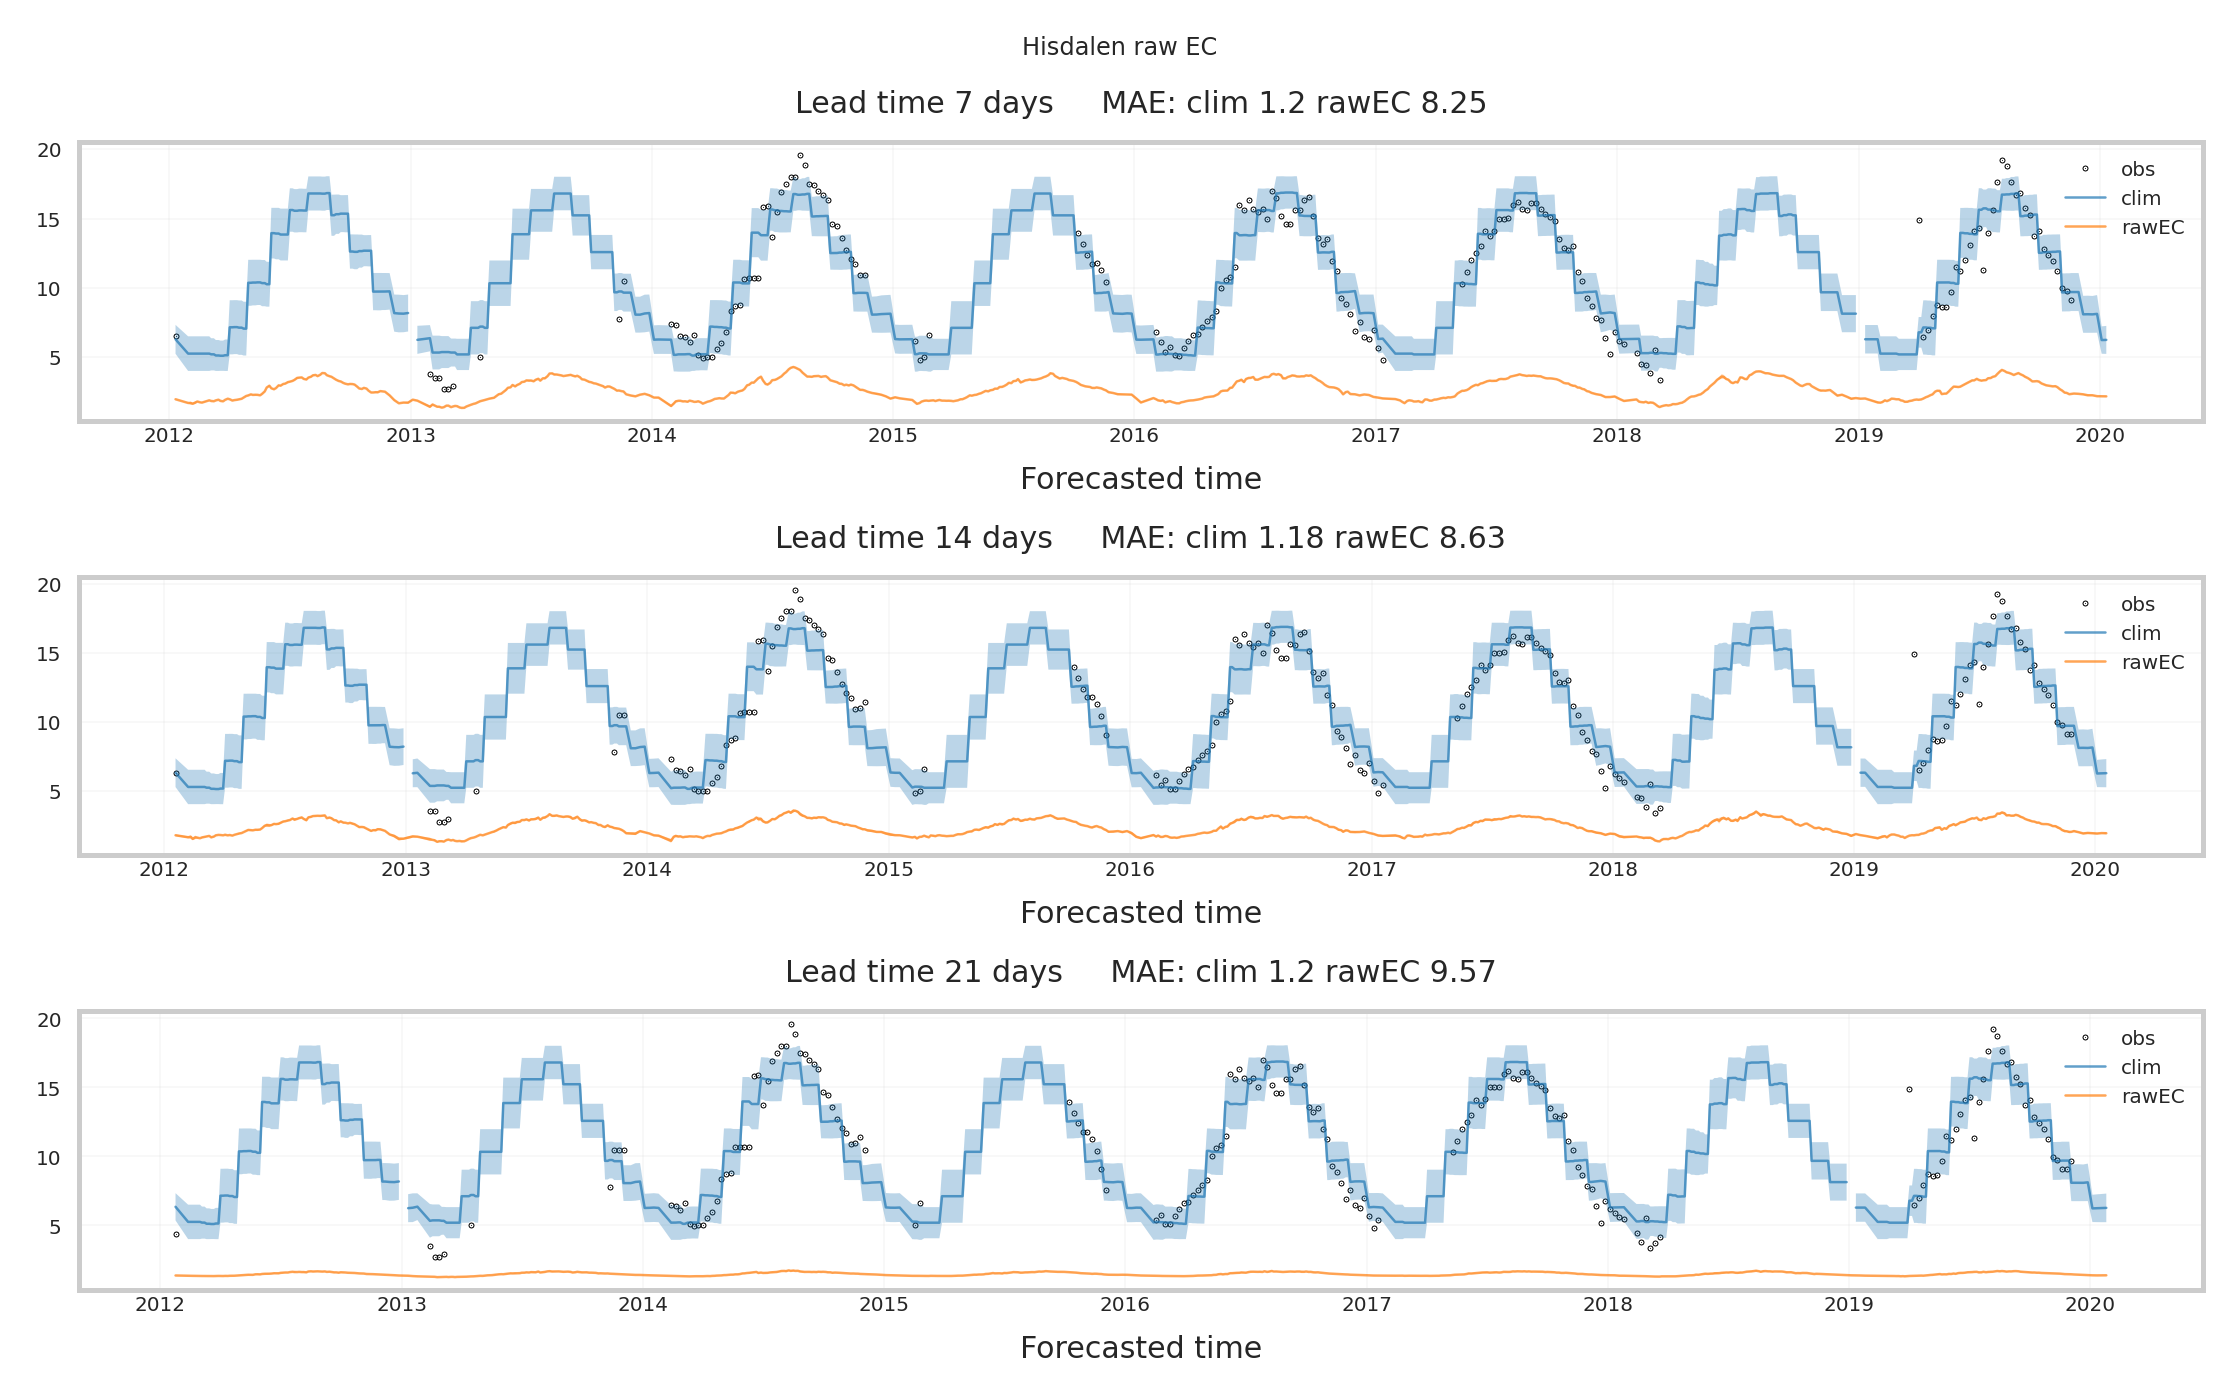 Hisdalen raw EC
Lead time 7 days MAE: clim 1.2 rawEC 8.25
20
15
10
5
obs
clim
rawEC
2012 2013 2014 2015 2016 2017 2018 2019 2020
Forecasted time
Lead time 14 days MAE: clim 1.18 rawEC 8.63
20
15
10
5
obs
clim
rawEC
2012 2013 2014 2015 2016 2017 2018 2019 2020
Forecasted time
Lead time 21 days MAE: clim 1.2 rawEC 9.57
20
15
10
5
obs
clim
rawEC
2012 2013 2014 2015 2016 2017 2018 2019 2020
Forecasted time